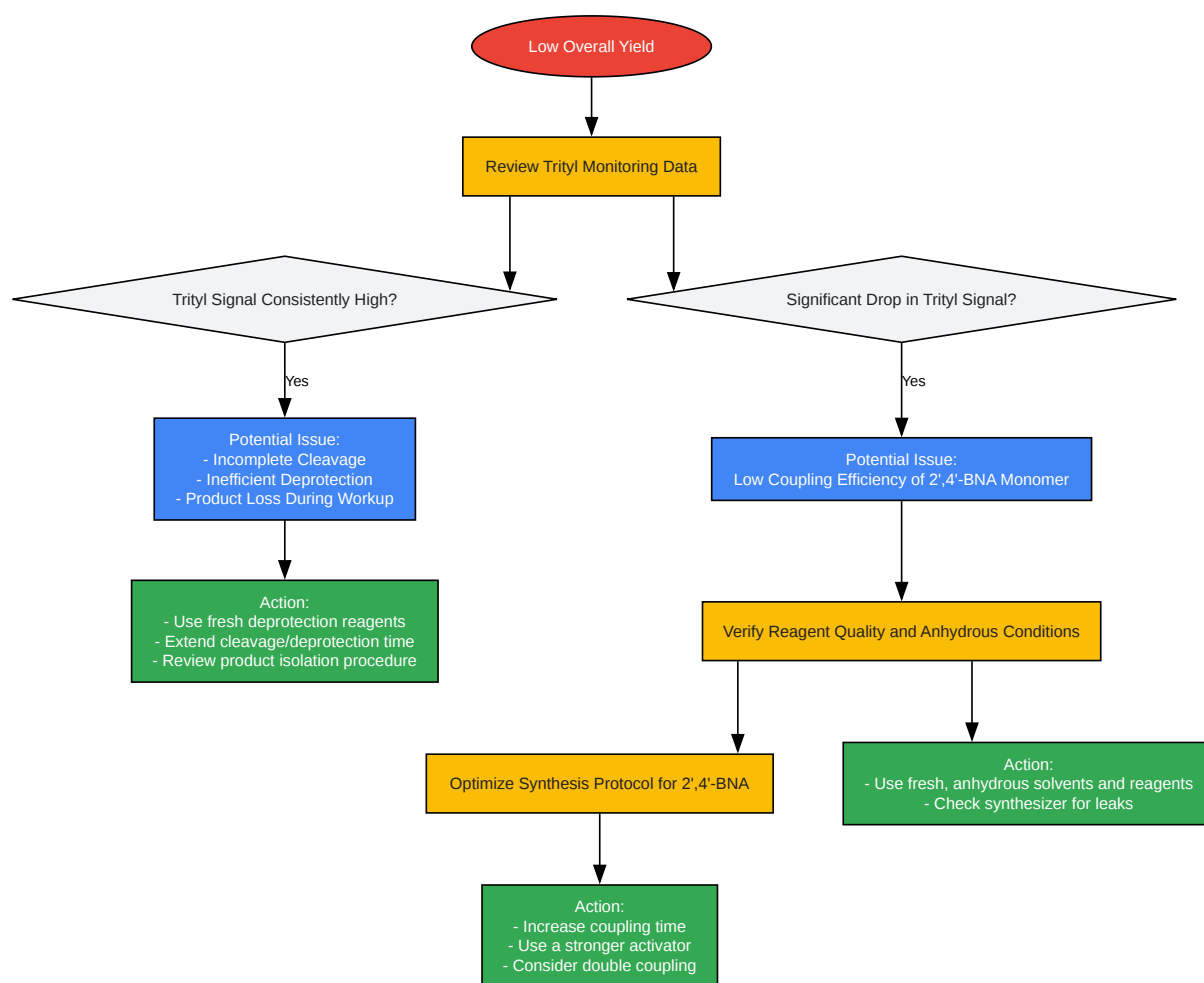 Low Overall Yield
Review Trityl Monitoring Data
Trityl Signal Consistently High?
Significant Drop in Trityl Signal?
Yes
Yes
Potential Issue:
- Incomplete Cleavage
- Inefficient Deprotection
- Product Loss During Workup
Potential Issue:
Low Coupling Efficiency of 2',4'-BNA Monomer
Action:
- Use fresh deprotection reagents
- Extend cleavage/deprotection time
- Review product isolation procedure
Verify Reagent Quality and Anhydrous Conditions
Optimize Synthesis Protocol for 2',4'-BNA
Action:
- Use fresh, anhydrous solvents and reagents
- Check synthesizer for leaks
Action:
- Increase coupling time
- Use a stronger activator
- Consider double coupling